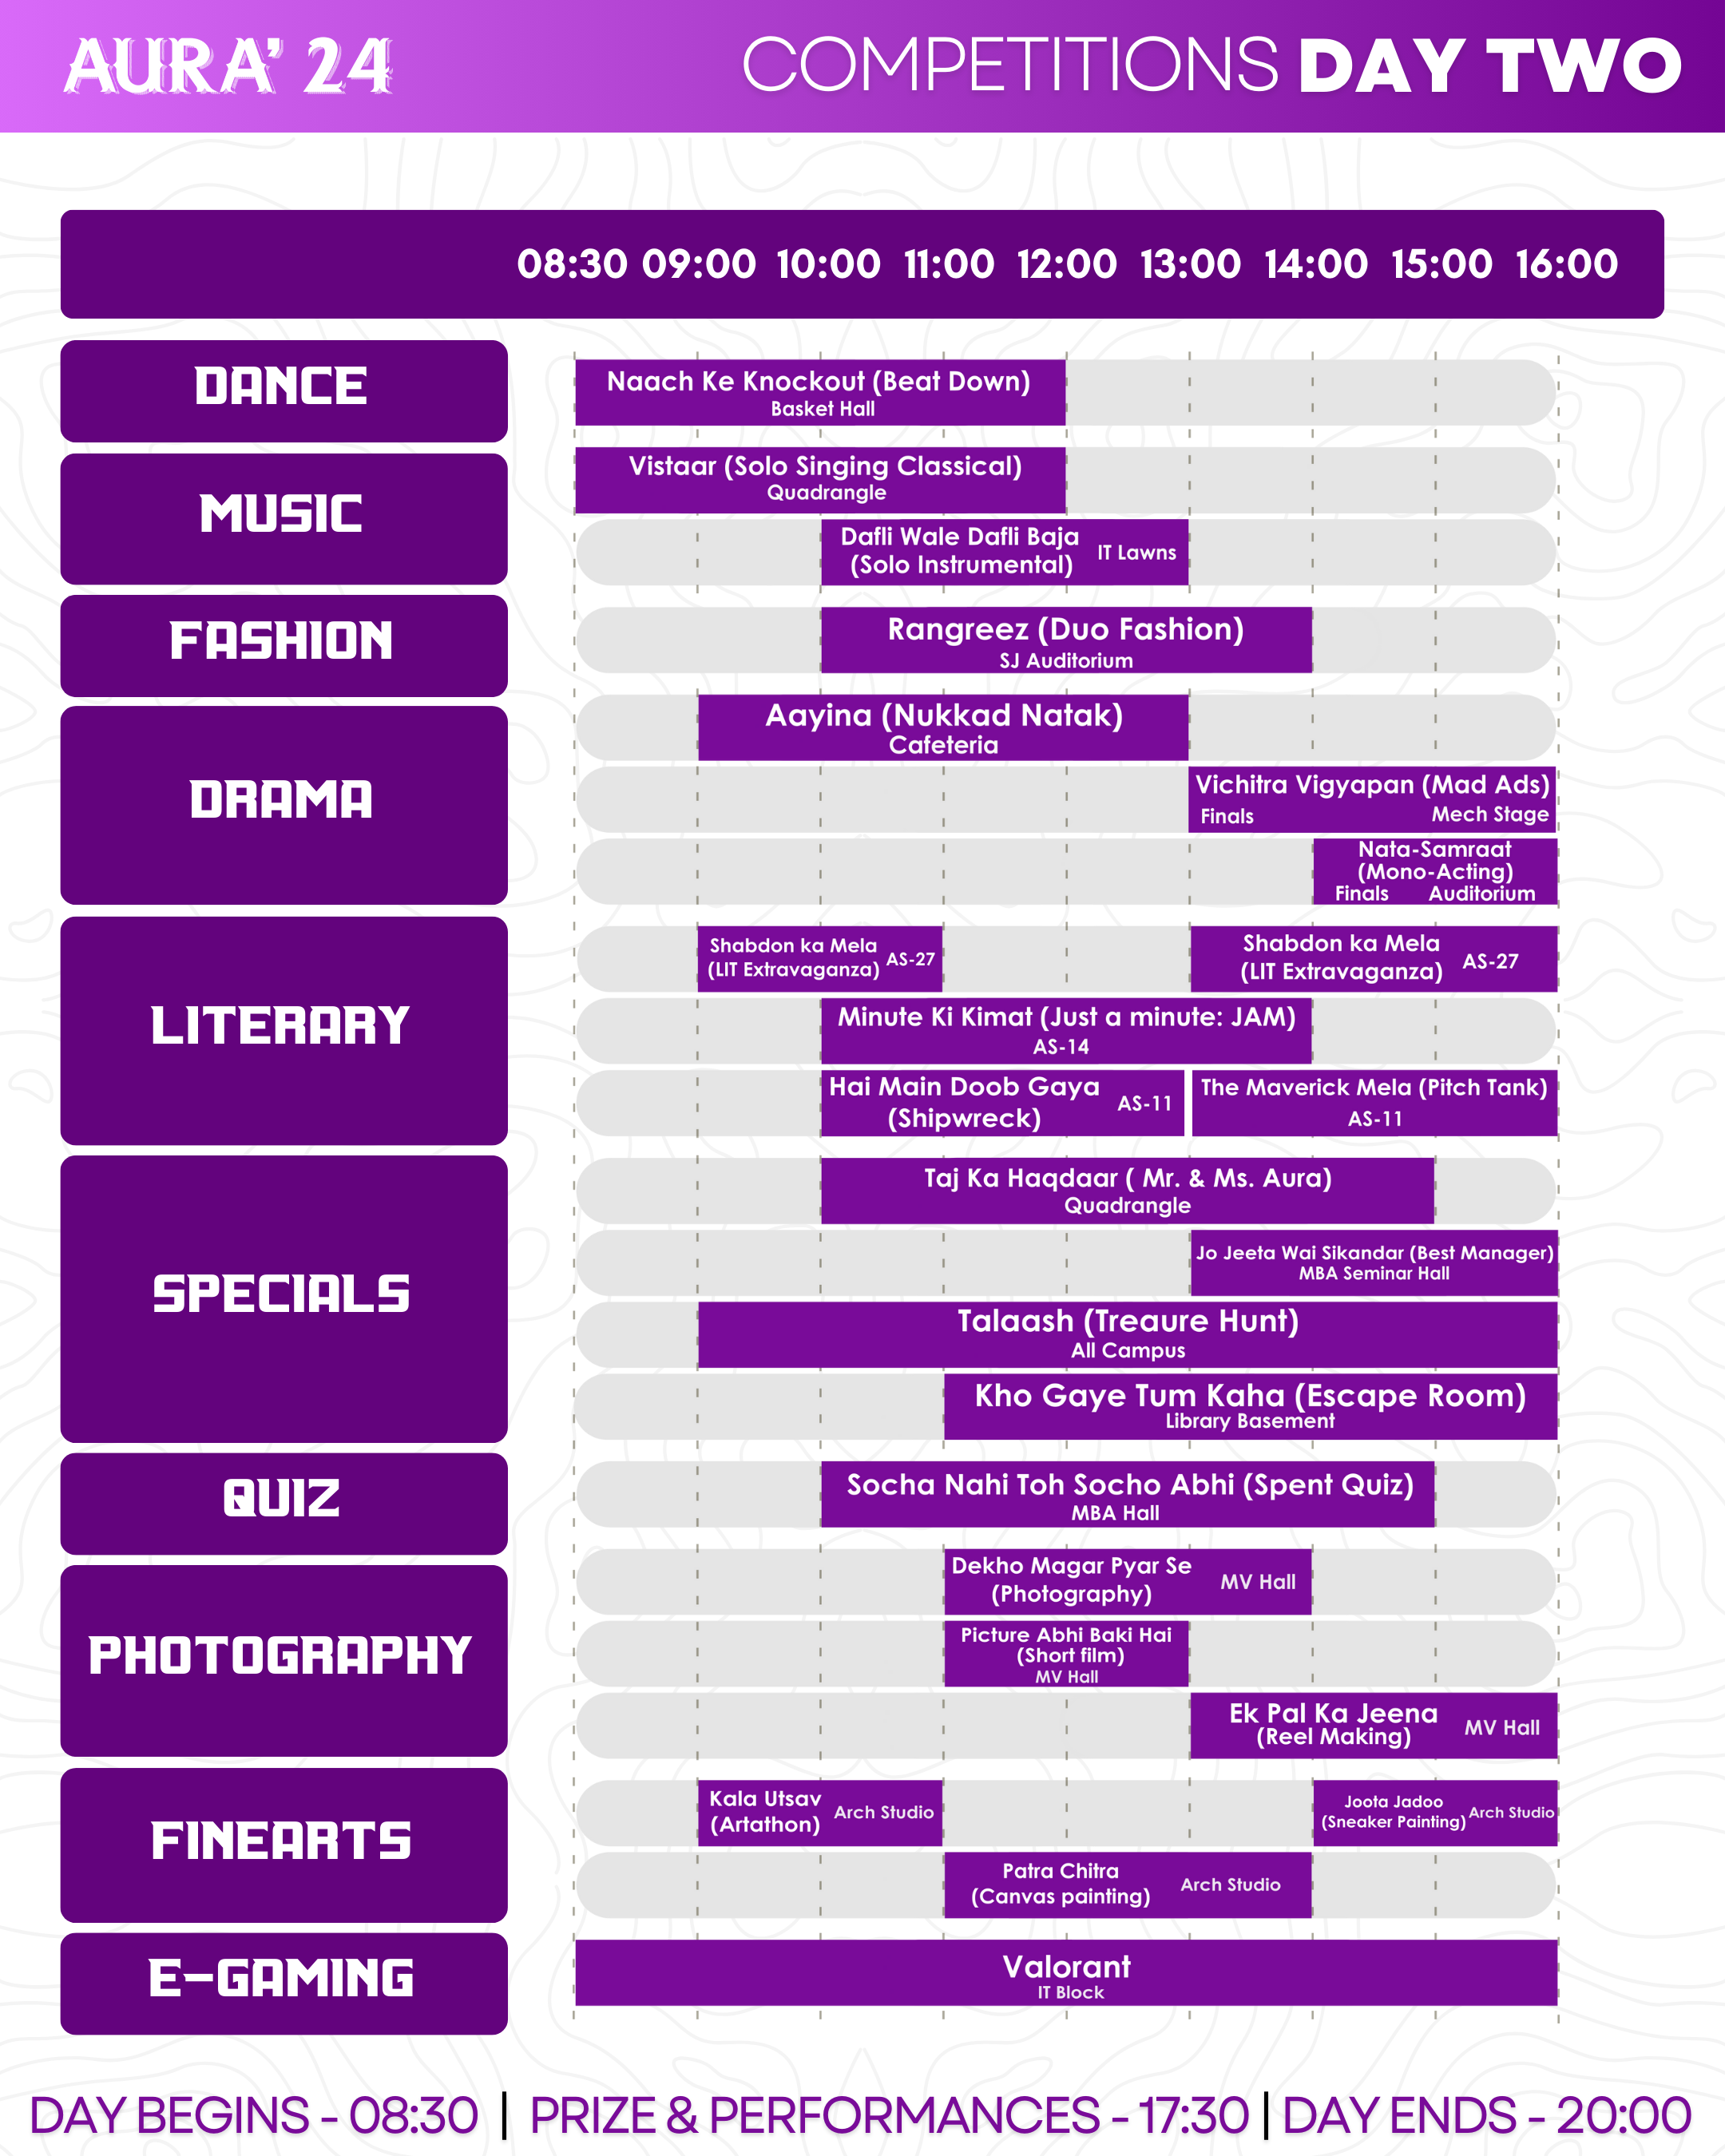 AURA' 24
COMPETITIONS DAY TWO
08:30 09:00 10:00 11:00 12:00 13:00 14:00 15:00 16:00
DANCE
Naach Ke Knockout (Beat Down)
Basket Hall
MUSIC
Vistaar (Solo Singing Classical)
Quadrangle
Dafli Wale Dafli Baja
(Solo Instrumental)
IT Lawns
FASHION
Rangreez (Duo Fashion)
SJ Auditorium
DRAMA
Aayina (Nukkad Natak)
Cafeteria
Vichitra Vigyapan (Mad Ads)
Finals Mech Stage
Nata-Samraat
(Mono-Acting)
Finals Auditorium
LITERARY
Shabdon ka Mela
(LIT Extravaganza)
AS-27
Shabdon ka Mela
(LIT Extravaganza)
AS-27
Minute Ki Kimat (Just a minute: JAM)
AS-14
Hai Main Doob Gaya
(Shipwreck)
AS-11
The Maverick Mela (Pitch Tank)
AS-11
SPECIALS
Taj Ka Haqdaar ( Mr. & Ms. Aura)
Quadrangle
Jo Jeeta Wai Sikandar (Best Manager)
MBA Seminar Hall
Talaash (Treaure Hunt)
All Campus
Kho Gaye Tum Kaha (Escape Room)
Library Basement
QUIZ
Socha Nahi Toh Socho Abhi (Spent Quiz)
MBA Hall
PHOTOGRAPHY
Dekho Magar Pyar Se
(Photography)
MV Hall
Picture Abhi Baki Hai
(Short film)
MV Hall
Ek Pal Ka Jeena
(Reel Making)
MV Hall
FINEARTS
Kala Utsav
(Artathon)
Arch Studio
Joota Jadoo
(Sneaker Painting)
Arch Studio
Patra Chitra
(Canvas painting)
Arch Studio
E-GAMING
Valorant
IT Block
DAY BEGINS - 08:30 | PRIZE & PERFORMANCES - 17:30 | DAY ENDS - 20:00